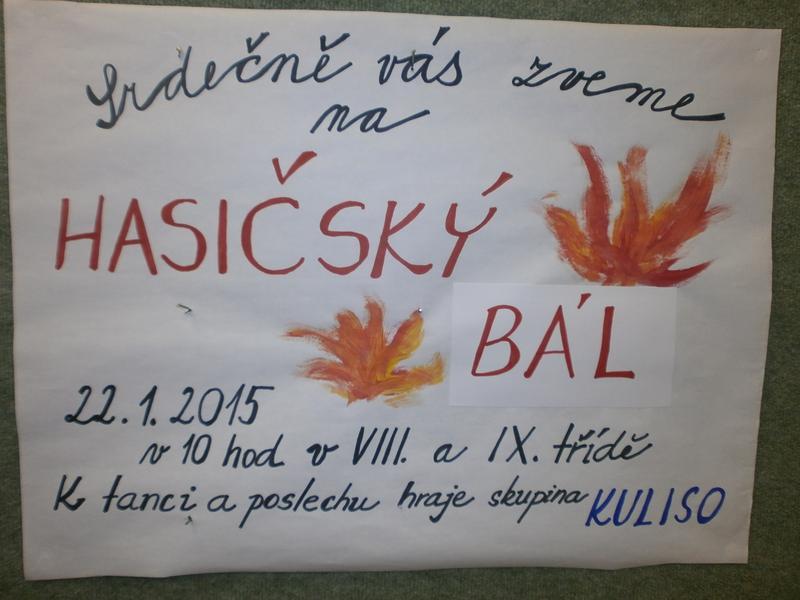 Srdečně vás zveme
na
HASIČSKÝ
BÁL
22.1.2015
v 10 hod v VIII. a IX. třídě
K tanci a poslechu hraje skupina KULISO